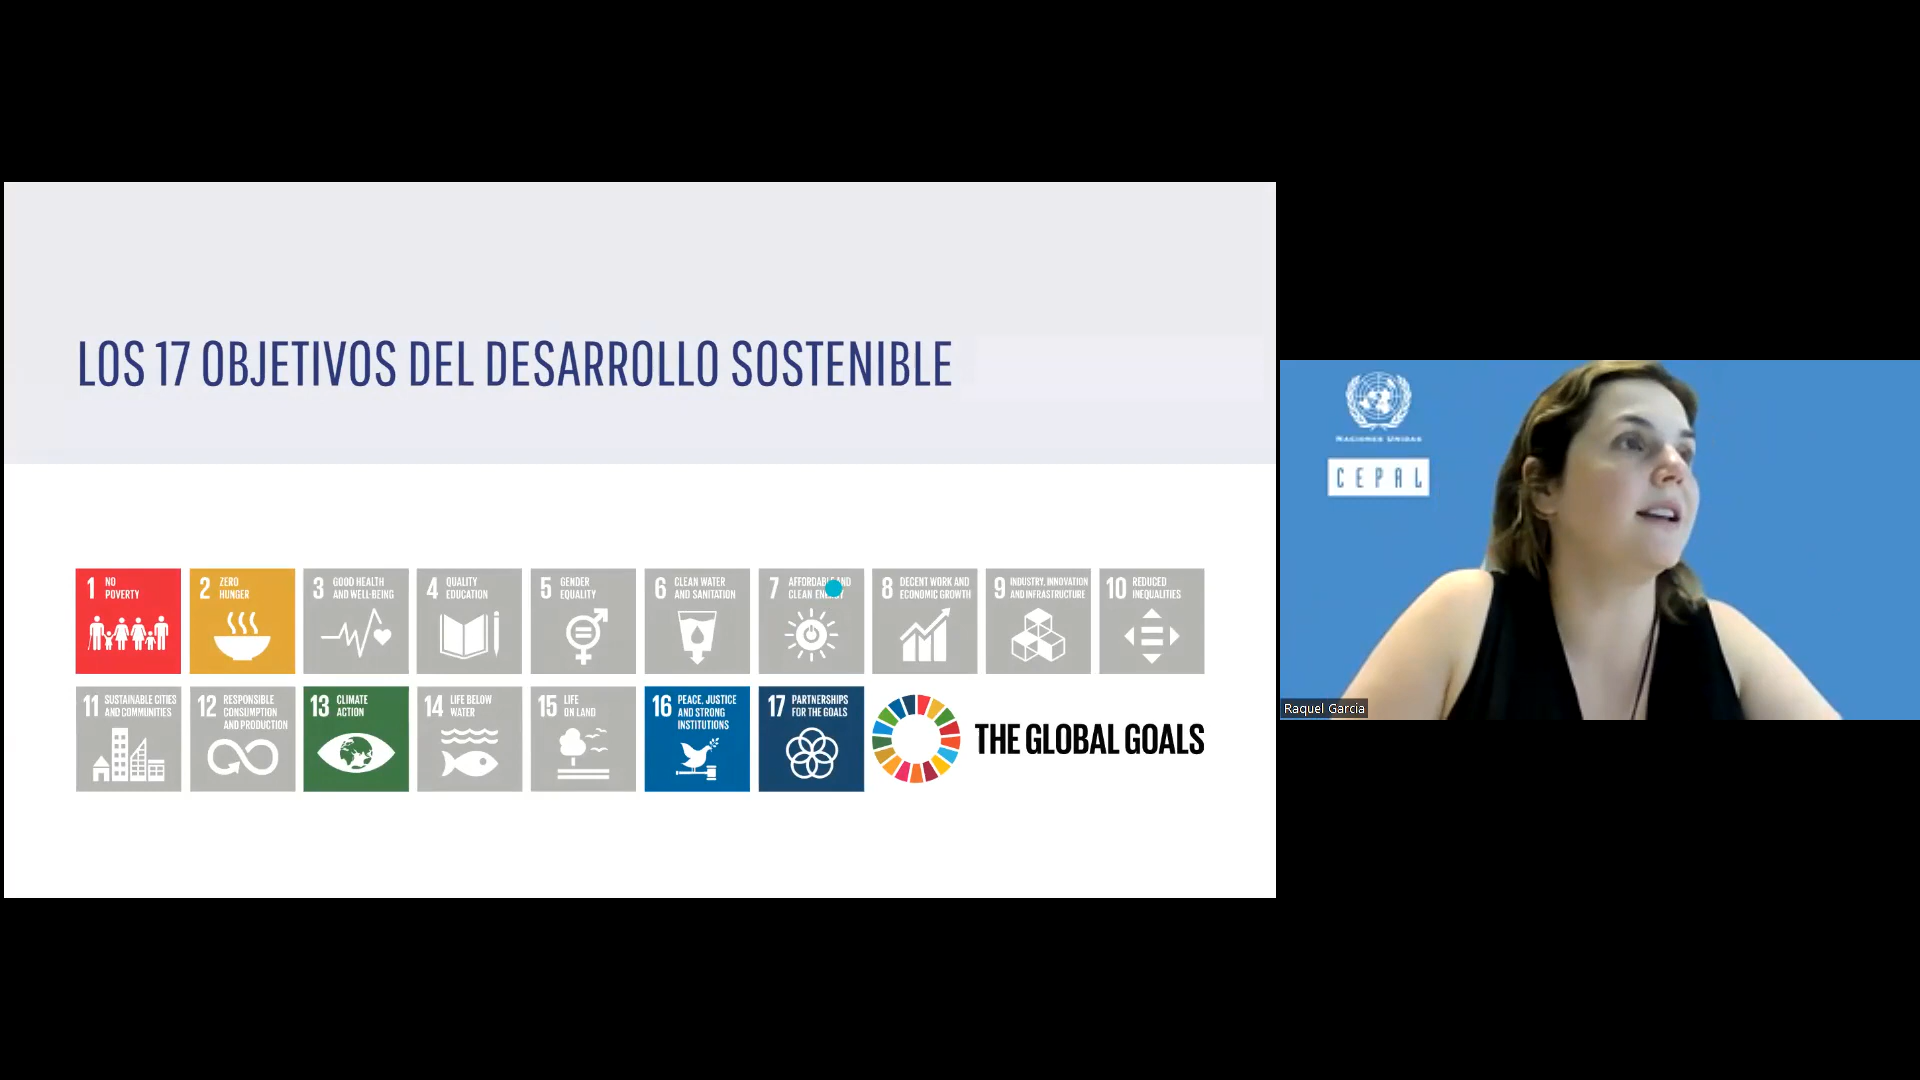 LOS 17 OBJETIVOS DEL DESARROLLO SOSTENIBLE
1 NO
POVERTY
2 ZERO
HUNGER
3 GOOD HEALTH
AND WELL-BEING
4 QUALITY
EDUCATION
5 GENDER
EQUALITY
6 CLEAN WATER
AND SANITATION
7 AFFORDABLE AND
CLEAN ENERGY
8 DECENT WORK AND
ECONOMIC GROWTH
9 INDUSTRY, INNOVATION
AND INFRASTRUCTURE
10 REDUCED
INEQUALITIES
11 SUSTAINABLE CITIES
AND COMMUNITIES
12 RESPONSIBLE
CONSUMPTION
AND PRODUCTION
13 CLIMATE
ACTION
14 LIFE BELOW
WATER
15 LIFE
ON LAND
16 PEACE, JUSTICE
AND STRONG
INSTITUTIONS
17 PARTNERSHIPS
FOR THE GOALS
THE GLOBAL GOALS
NACIONES UNIDAS
CEPAL
Raquel Garcia